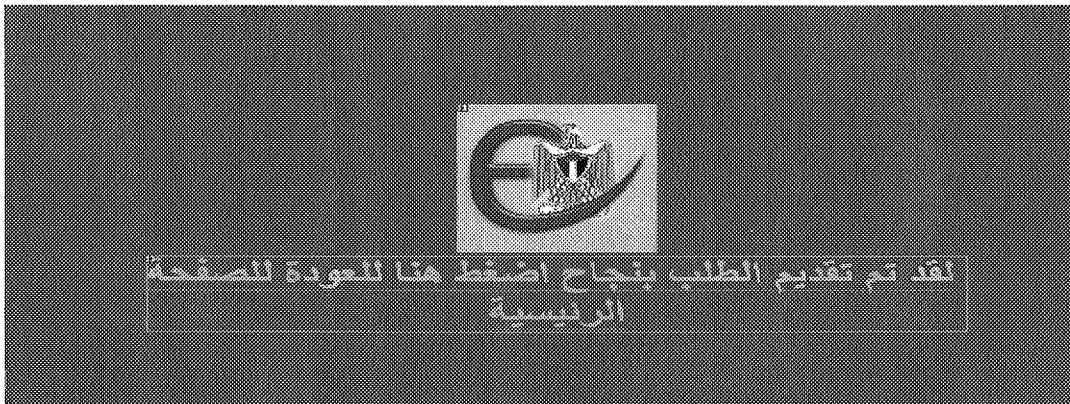 لقد تم تقديم الطلب بنجاح اضغط هنا للعودة للصفحة
الرئيسية